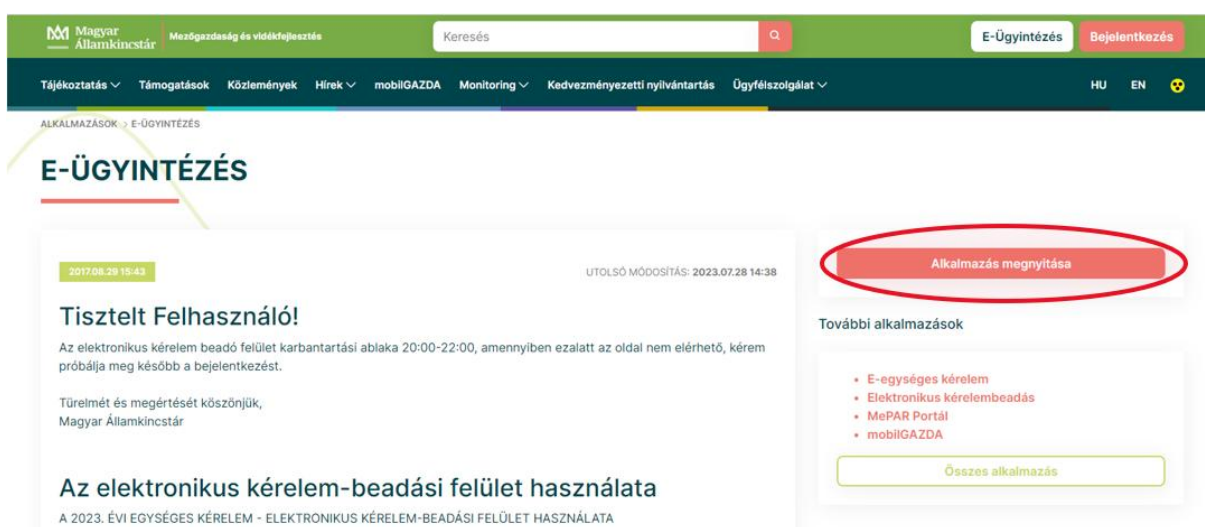 Magyar
Államkincstár
Mezőgazdaság és vidékfejlesztés
Keresés
E-Ügyintézés
Bejelentkezés
Tájékoztatás Támogatások Közlemények Hírek mobilGAZDA Monitoring Kedvezményezetti nyilvántartás Ügyfélszolgálat HU EN
ALKALMAZÁSOK > E-ÜGYINTÉZÉS
E-ÜGYINTÉZÉS
2017.08.29 15:43
UTOLSÓ MÓDOSÍTÁS: 2023.07.28 14:38
Tisztelt Felhasználó!
Az elektronikus kérelem beadó felület karbantartási ablaka 20:00-22:00, amennyiben ezalatt az oldal nem elérhető, kérem
próbálja meg később a bejelentkezést.
Türelmét és megértését köszönjük,
Magyar Államkincstár
Az elektronikus kérelem-beadási felület használata
A 2023. ÉVI EGYSÉGES KÉRELEM - ELEKTRONIKUS KÉRELEM-BEADÁSI FELÜLET HASZNÁLATA
Alkalmazás megnyitása
További alkalmazások
• E-egységes kérelem
• Elektronikus kérelembeadás
• MePAR Portál
• mobilGAZDA
Összes alkalmazás